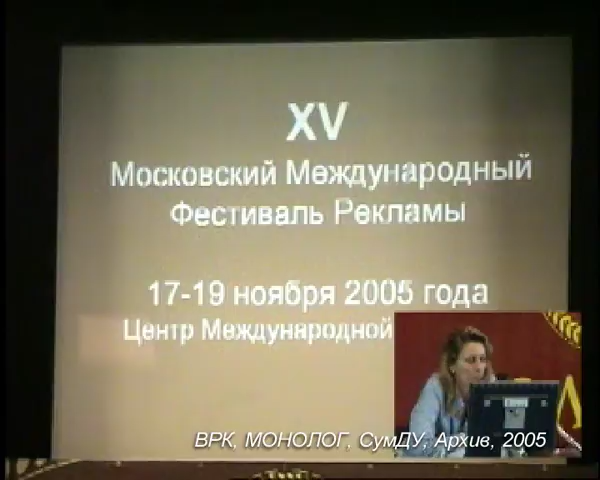 XV
Московский Международный
Фестиваль Рекламы
17-19 ноября 2005 года
Центр Международной
ВРК, МОНОЛОГ, СумДУ, Архив, 2005